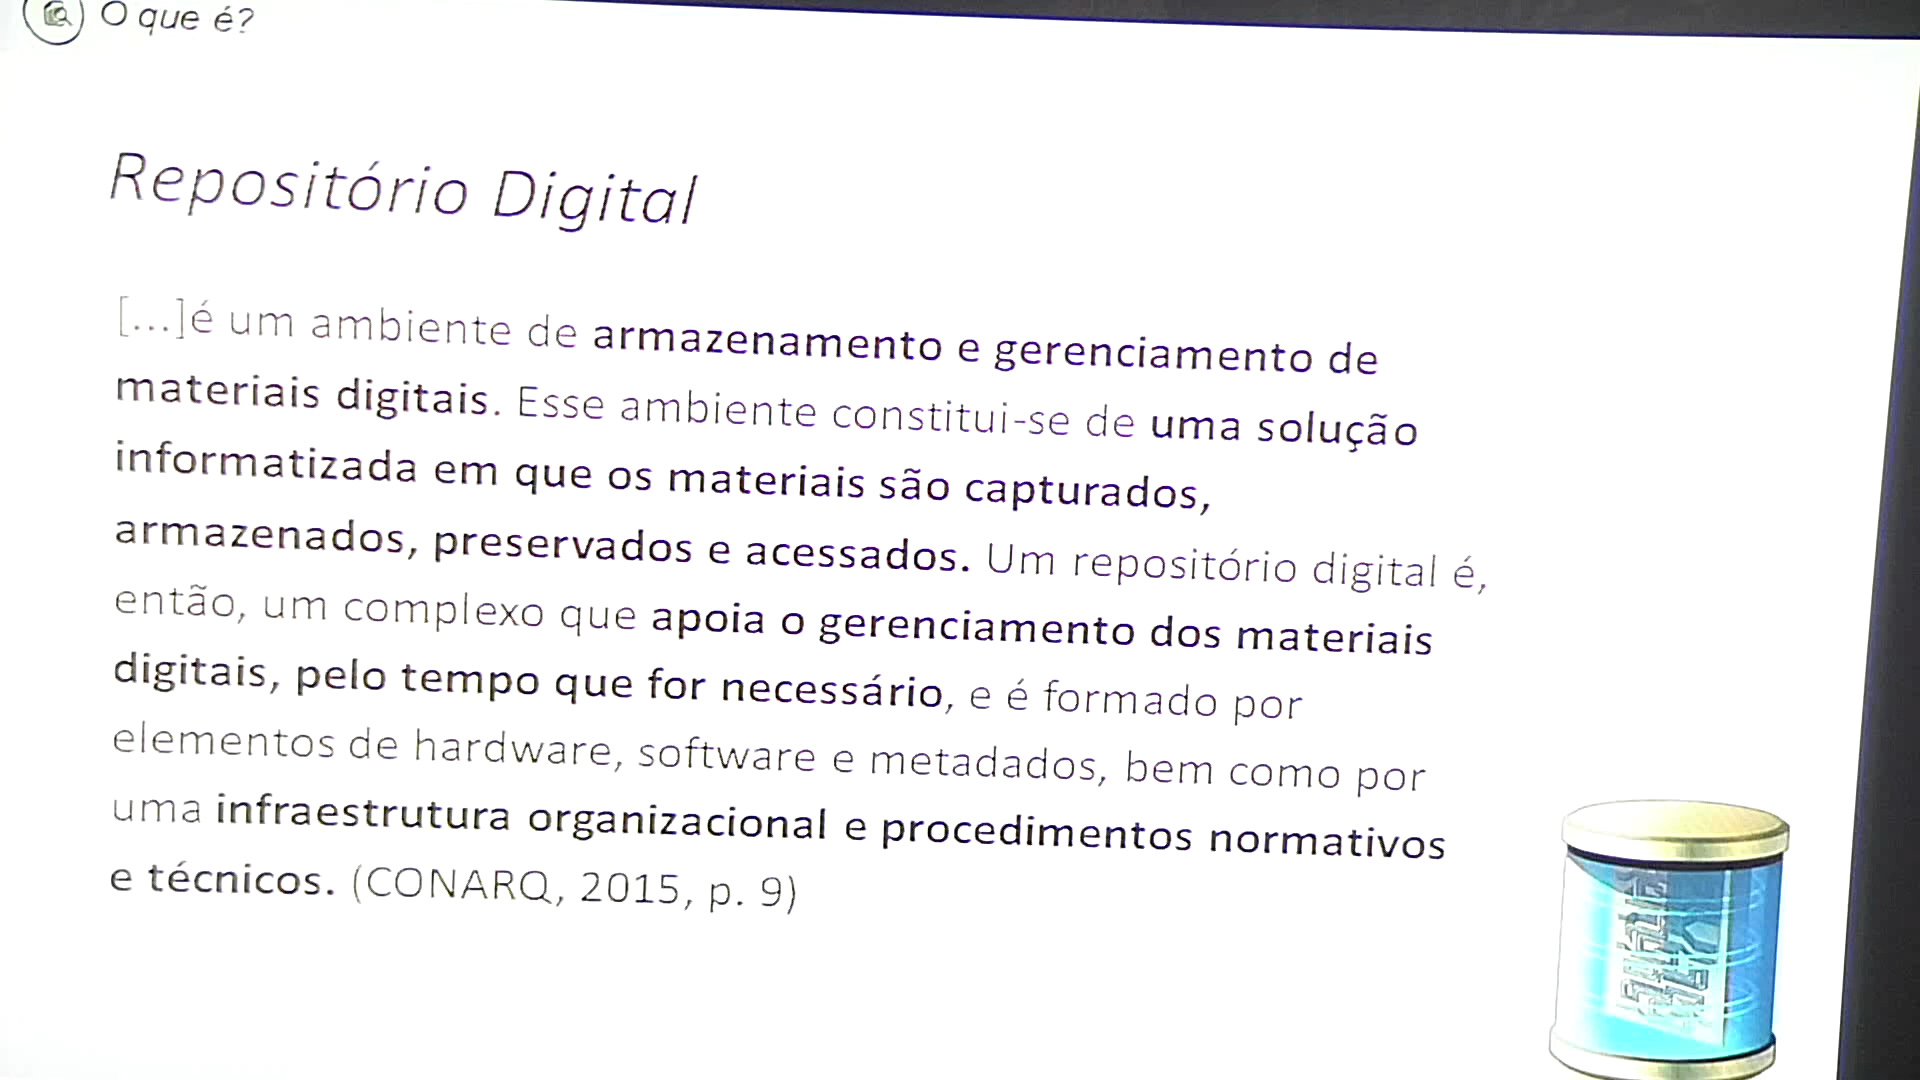 O que é?
Repositório Digital
[...]é um ambiente de armazenamento e gerenciamento de
materiais digitais. Esse ambiente constitui-se de uma solução
informatizada em que os materiais são capturados,
armazenados, preservados e acessados. Um repositório digital é,
então, um complexo que apoia o gerenciamento dos materiais
digitais, pelo tempo que for necessário, e é formado por
elementos de hardware, software e metadados, bem como por
uma infraestrutura organizacional e procedimentos normativos
e técnicos. (CONARQ, 2015, p. 9)